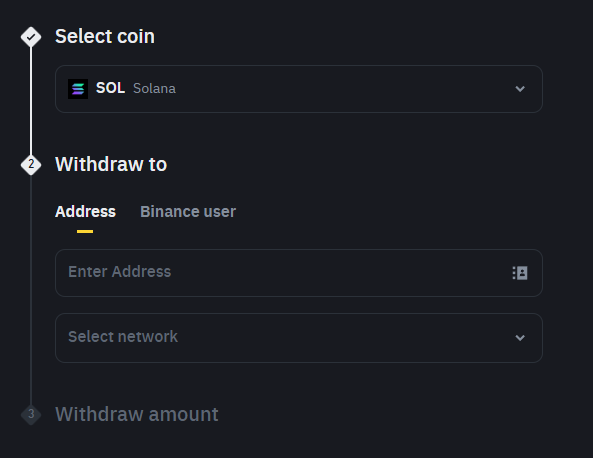 Select coin
SOL Solana
2 Withdraw to
Address Binance user
Enter Address
Select network
3 Withdraw amount